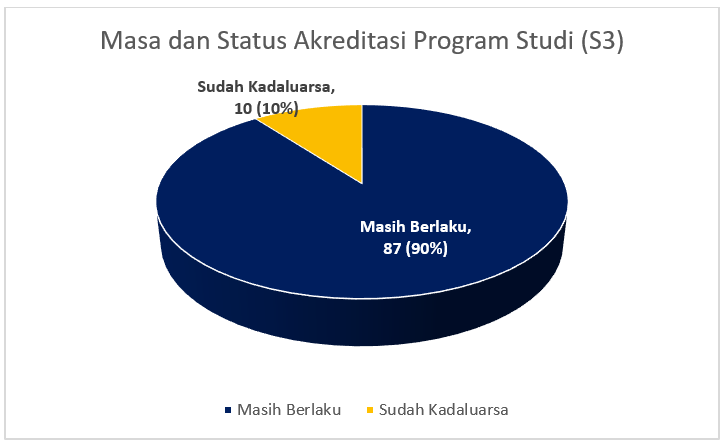 Masa dan Status Akreditasi Program Studi (S3)
Sudah Kadaluarsa,
10 (10%)
Masih Berlaku,
87 (90%)
Masih Berlaku
Sudah Kadaluarsa